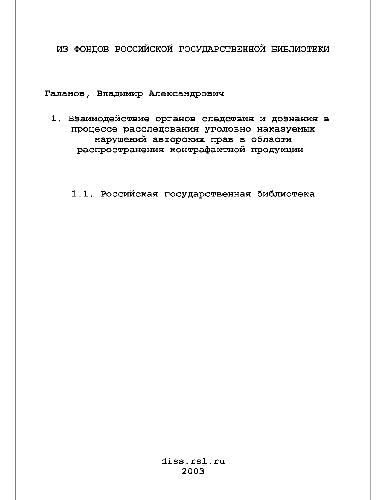 ИЗ ФОНДОВ РОССИЙСКОЙ ГОСУДАРСТВЕННОЙ БИБЛИОТЕКИ
Галанов, Владимир Александрович
1. Взаимодействие органов следствия и дознания в
процессе расследования уголовно наказуемых
нарушений авторских прав в области
распространения контрафактной продукции
1.1. Российская государственная библиотека
diss.rsl.ru
2003